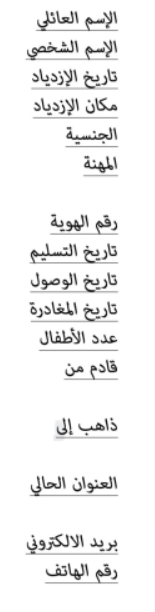 الإسم العائلي
الإسم الشخصي
تاريخ الإزدياد
مكان الإزدياد
الجنسية
المهنة
رقم الهوية
تاريخ التسليم
تاريخ الوصول
تاريخ المغادرة
عدد الأطفال
قادم من
ذاهب إلى
العنوان الحالي
بريد الالكتروني
رقم الهاتف